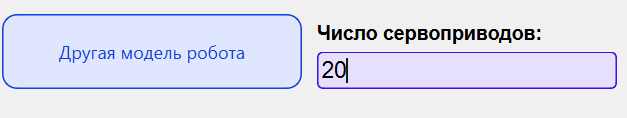 Другая модель робота
Число сервоприводов:
20